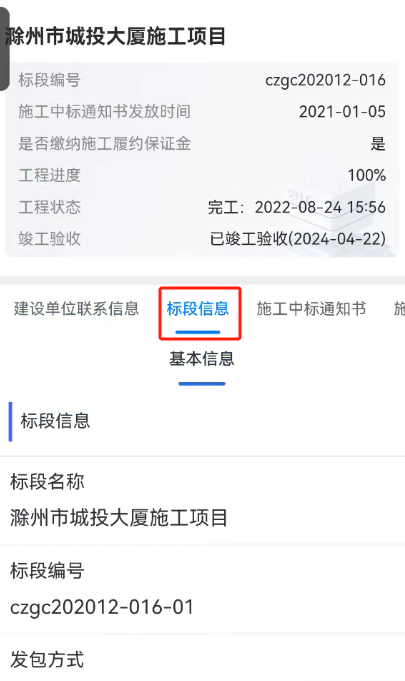 滁州市城投大厦施工项目
标段编号 czgc202012-016
施工中标通知书发放时间 2021-01-05
是否缴纳施工履约保证金 是
工程进度 100%
工程状态 完工：2022-08-24 15:56
竣工验收 已竣工验收(2024-04-22)
建设单位联系信息 标段信息 施工中标通知书
基本信息
标段信息
标段名称
滁州市城投大厦施工项目
标段编号
czgc202012-016-01
发包方式